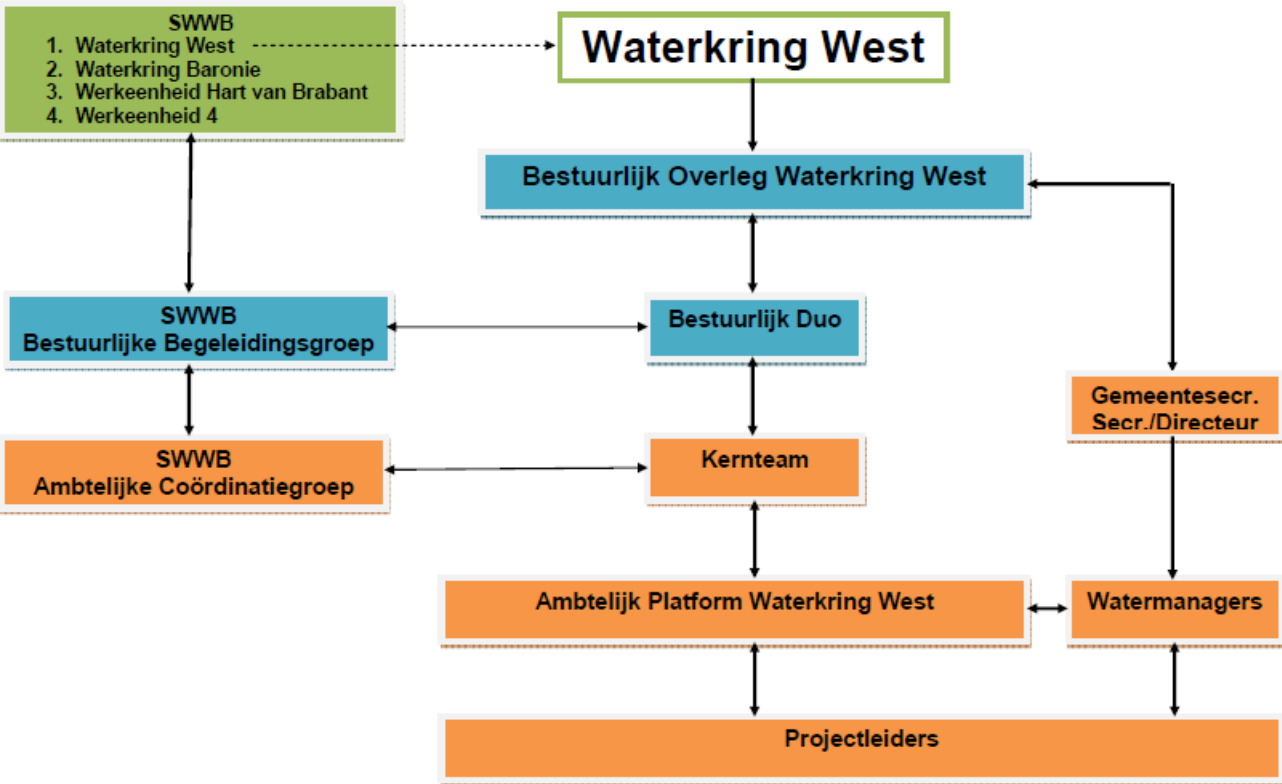 SWWB
1. Waterkring West
2. Waterkring Baronie
3. Werkeenheid Hart van Brabant
4. Werkeenheid 4
Waterkring West
Bestuurlijk Overleg Waterkring West
SWWB
Bestuurlijke Begeleidingsgroep
Bestuurlijk Duo
Gemeentesecr.
Secr./Directeur
SWWB
Ambtelijke Coördinatiegroep
Kernteam
Ambtelijk Platform Waterkring West
Watermanagers
Projectleiders